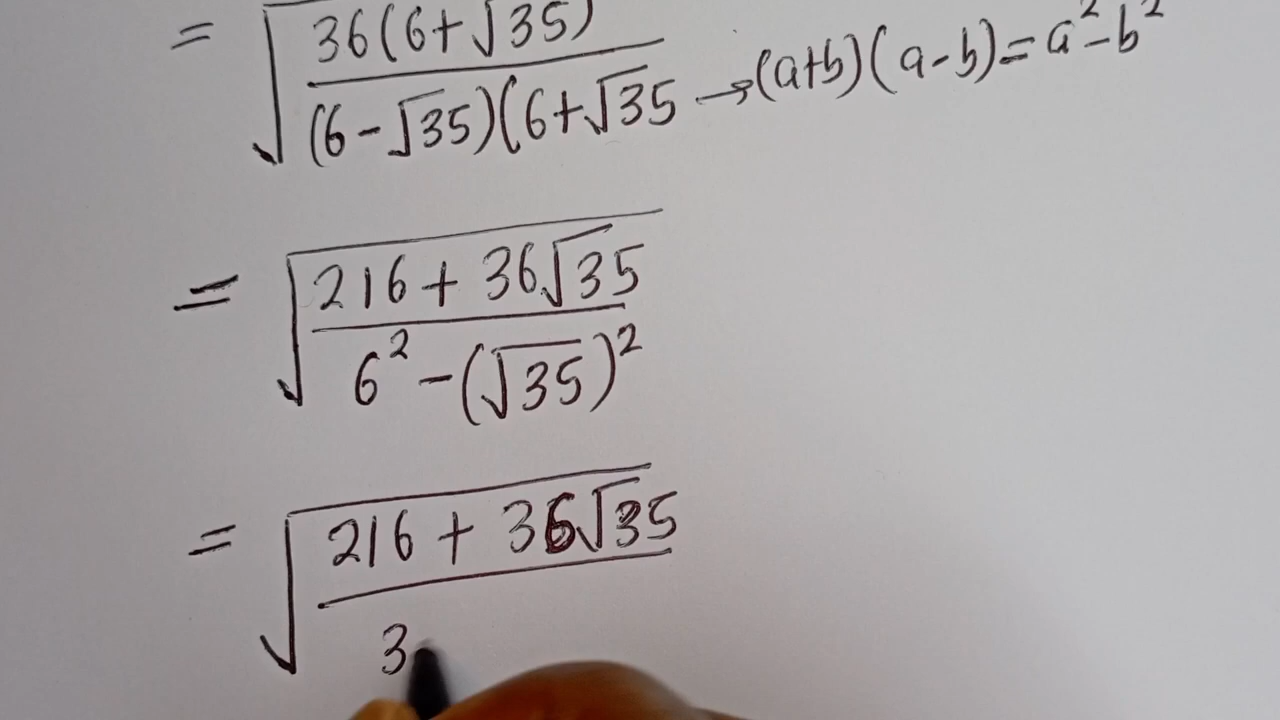 = √36(6+√35)
(6-√35)(6+√35 → (a+b)(a-b)=a²-b²
= √216 + 36√35
6² - (√35)²
= √216 + 36√35
3